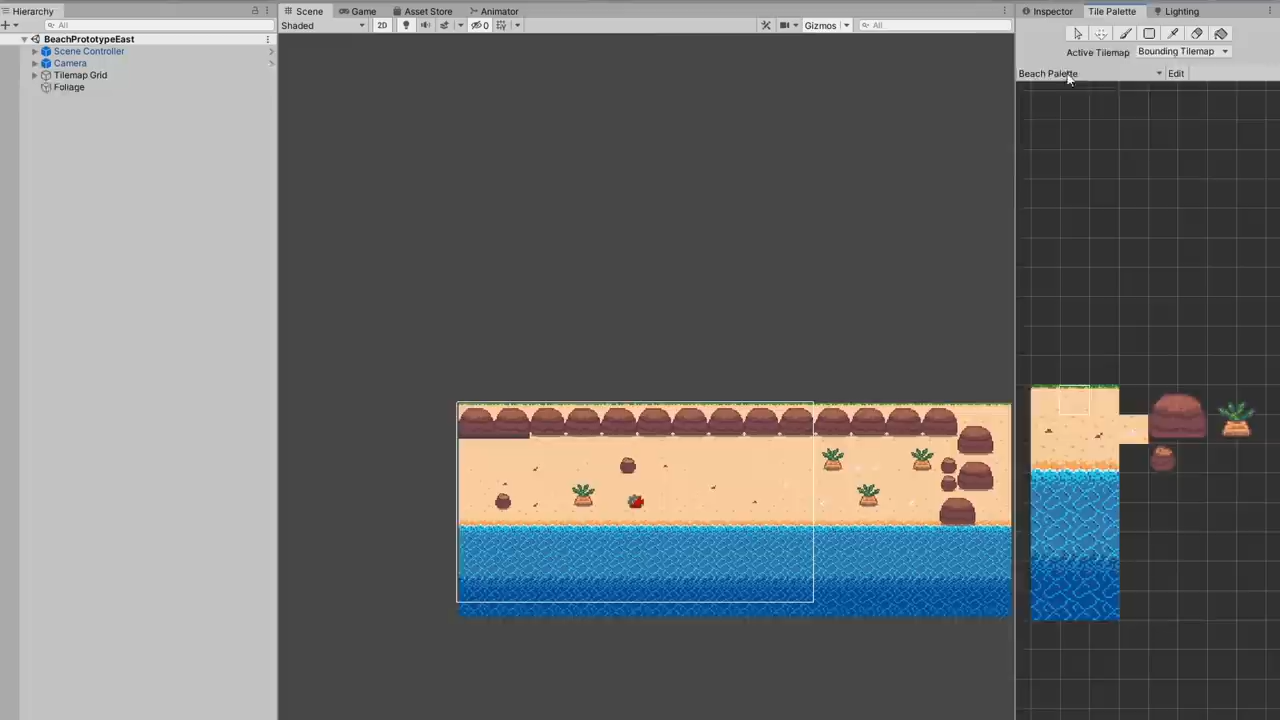 Hierarchy
All
BeachPrototypeEast
Scene Controller
Camera
Tilemap Grid
Foliage
Scene Game Asset Store Animator
Shaded 2D 0 Gizmos All
Inspector Tile Palette Lighting
Active Tilemap Bounding Tilemap
Beach Palette Edit